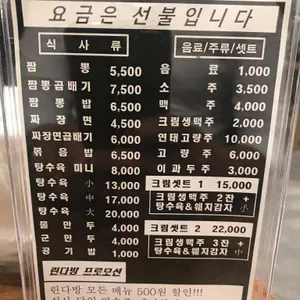 요금은 선불입니다
식 사 류
짬 뽕 5,500
짬뽕곱배기 7,500
짬 뽕 밥 6,500
짜 장 면 4,500
짜장면곱배기 6,000
볶 음 밥 6,500
탕수육 미니 8,000
탕수육 小 13,000
탕수육 中 17,000
탕수육 大 20,000
물 만 두 4,000
군 만 두 4,000
공 기 밥 1,000
음료/주류/셋트
음 료 1,000
소 주 3,500
맥 주 4,000
크림생맥주 3,000
연태고량주 10,000
고 량 주 6,000
이 과 두 주 3,000
크림셋트 1 15,000
크림생맥주 2잔 +
탕수육&웨지감자 小
크림셋트 2 22,000
크림생맥주 3잔 +
탕수육&웨지감자
린다방 프로모션
린다방 모든 메뉴 500원 할인!!!